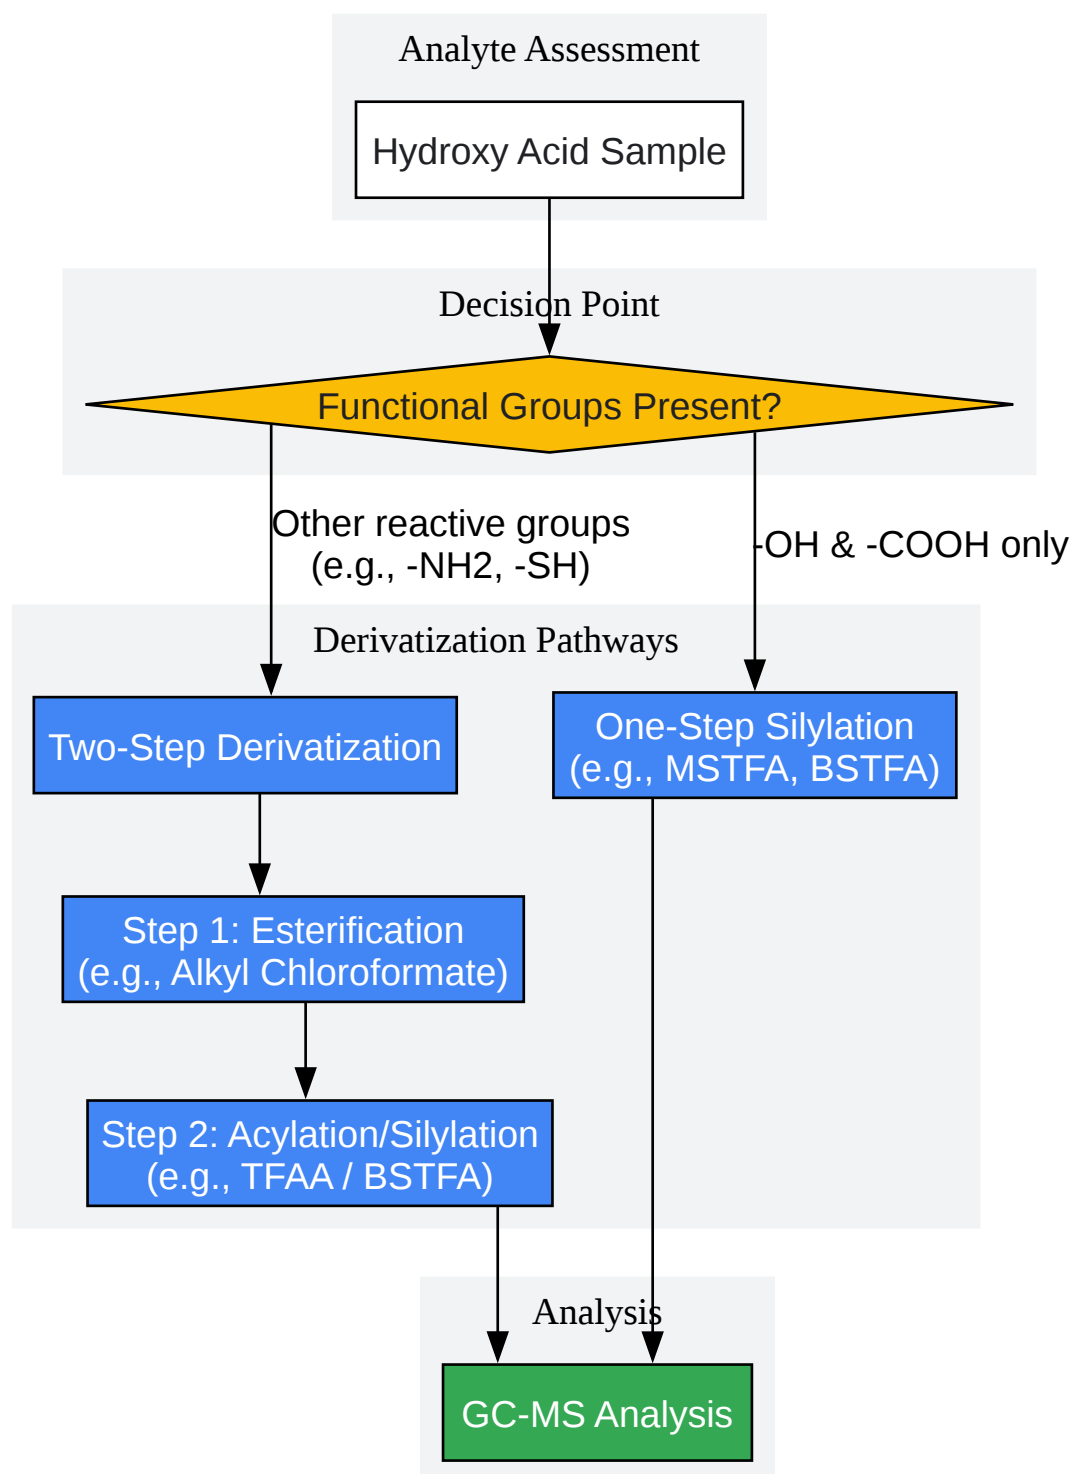 Analyte Assessment
Hydroxy Acid Sample
Decision Point
Functional Groups Present?
Other reactive groups
(e.g., -NH2, -SH)
-OH & -COOH only
Derivatization Pathways
Two-Step Derivatization
One-Step Silylation
(e.g., MSTFA, BSTFA)
Step 1: Esterification
(e.g., Alkyl Chloroformate)
Step 2: Acylation/Silylation
(e.g., TFAA / BSTFA)
Analysis
GC-MS Analysis